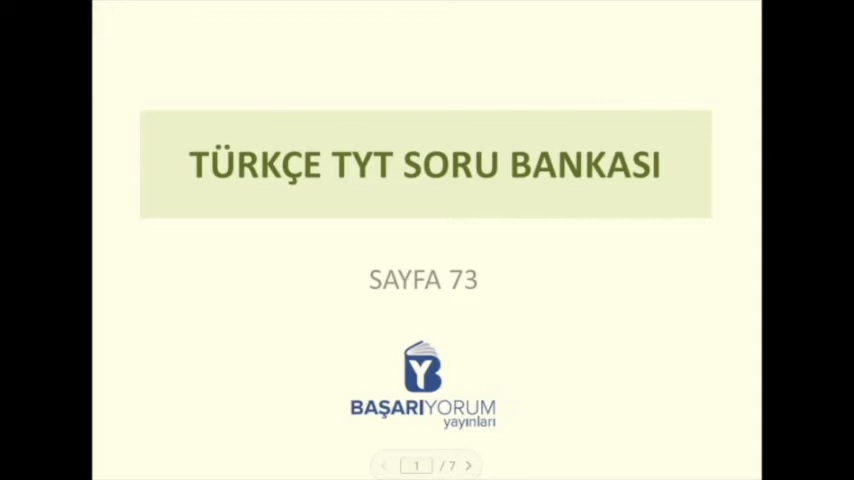 TÜRKÇE TYT SORU BANKASI
SAYFA 73
BAŞARIYORUM
yayınları
1 / 7